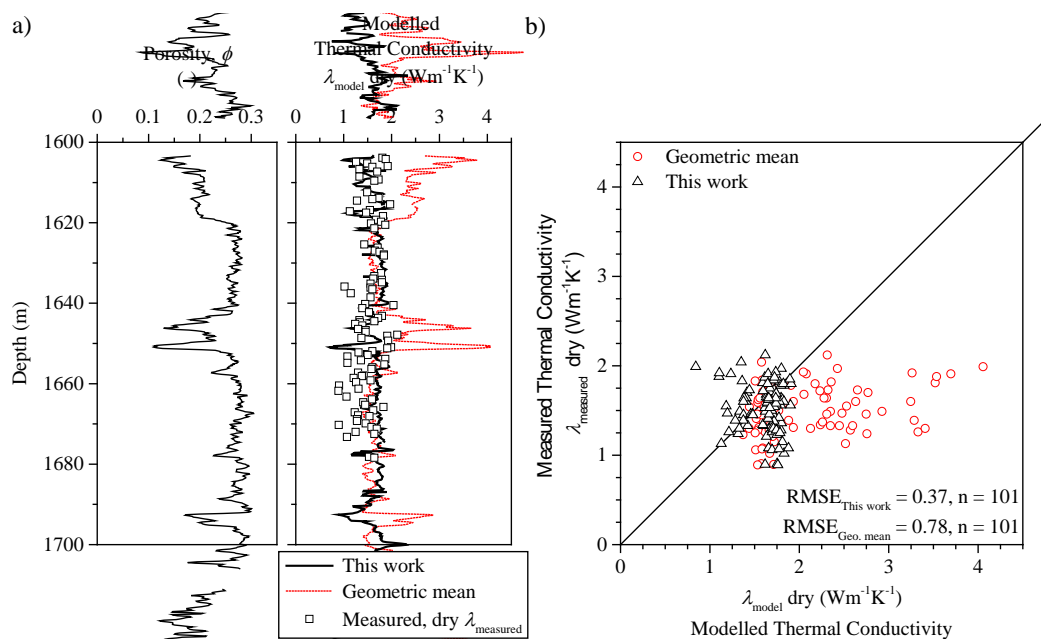 a)
Porosity, ϕ
(-)
0 0.1 0.2 0.3
Modelled
Thermal Conductivity
λmodel dry (Wm⁻¹K⁻¹)
0 1 2 3 4
Depth (m)
1600
1620
1640
1660
1680
1700
This work
Geometric mean
Measured, dry λmeasured
b)
Geometric mean
This work
Measured Thermal Conductivity
λmeasured dry (Wm⁻¹K⁻¹)
4
3
2
1
0
RMSEThis work = 0.37, n = 101
RMSEGeo. mean = 0.78, n = 101
0 1 2 3 4
λmodel dry (Wm⁻¹K⁻¹)
Modelled Thermal Conductivity